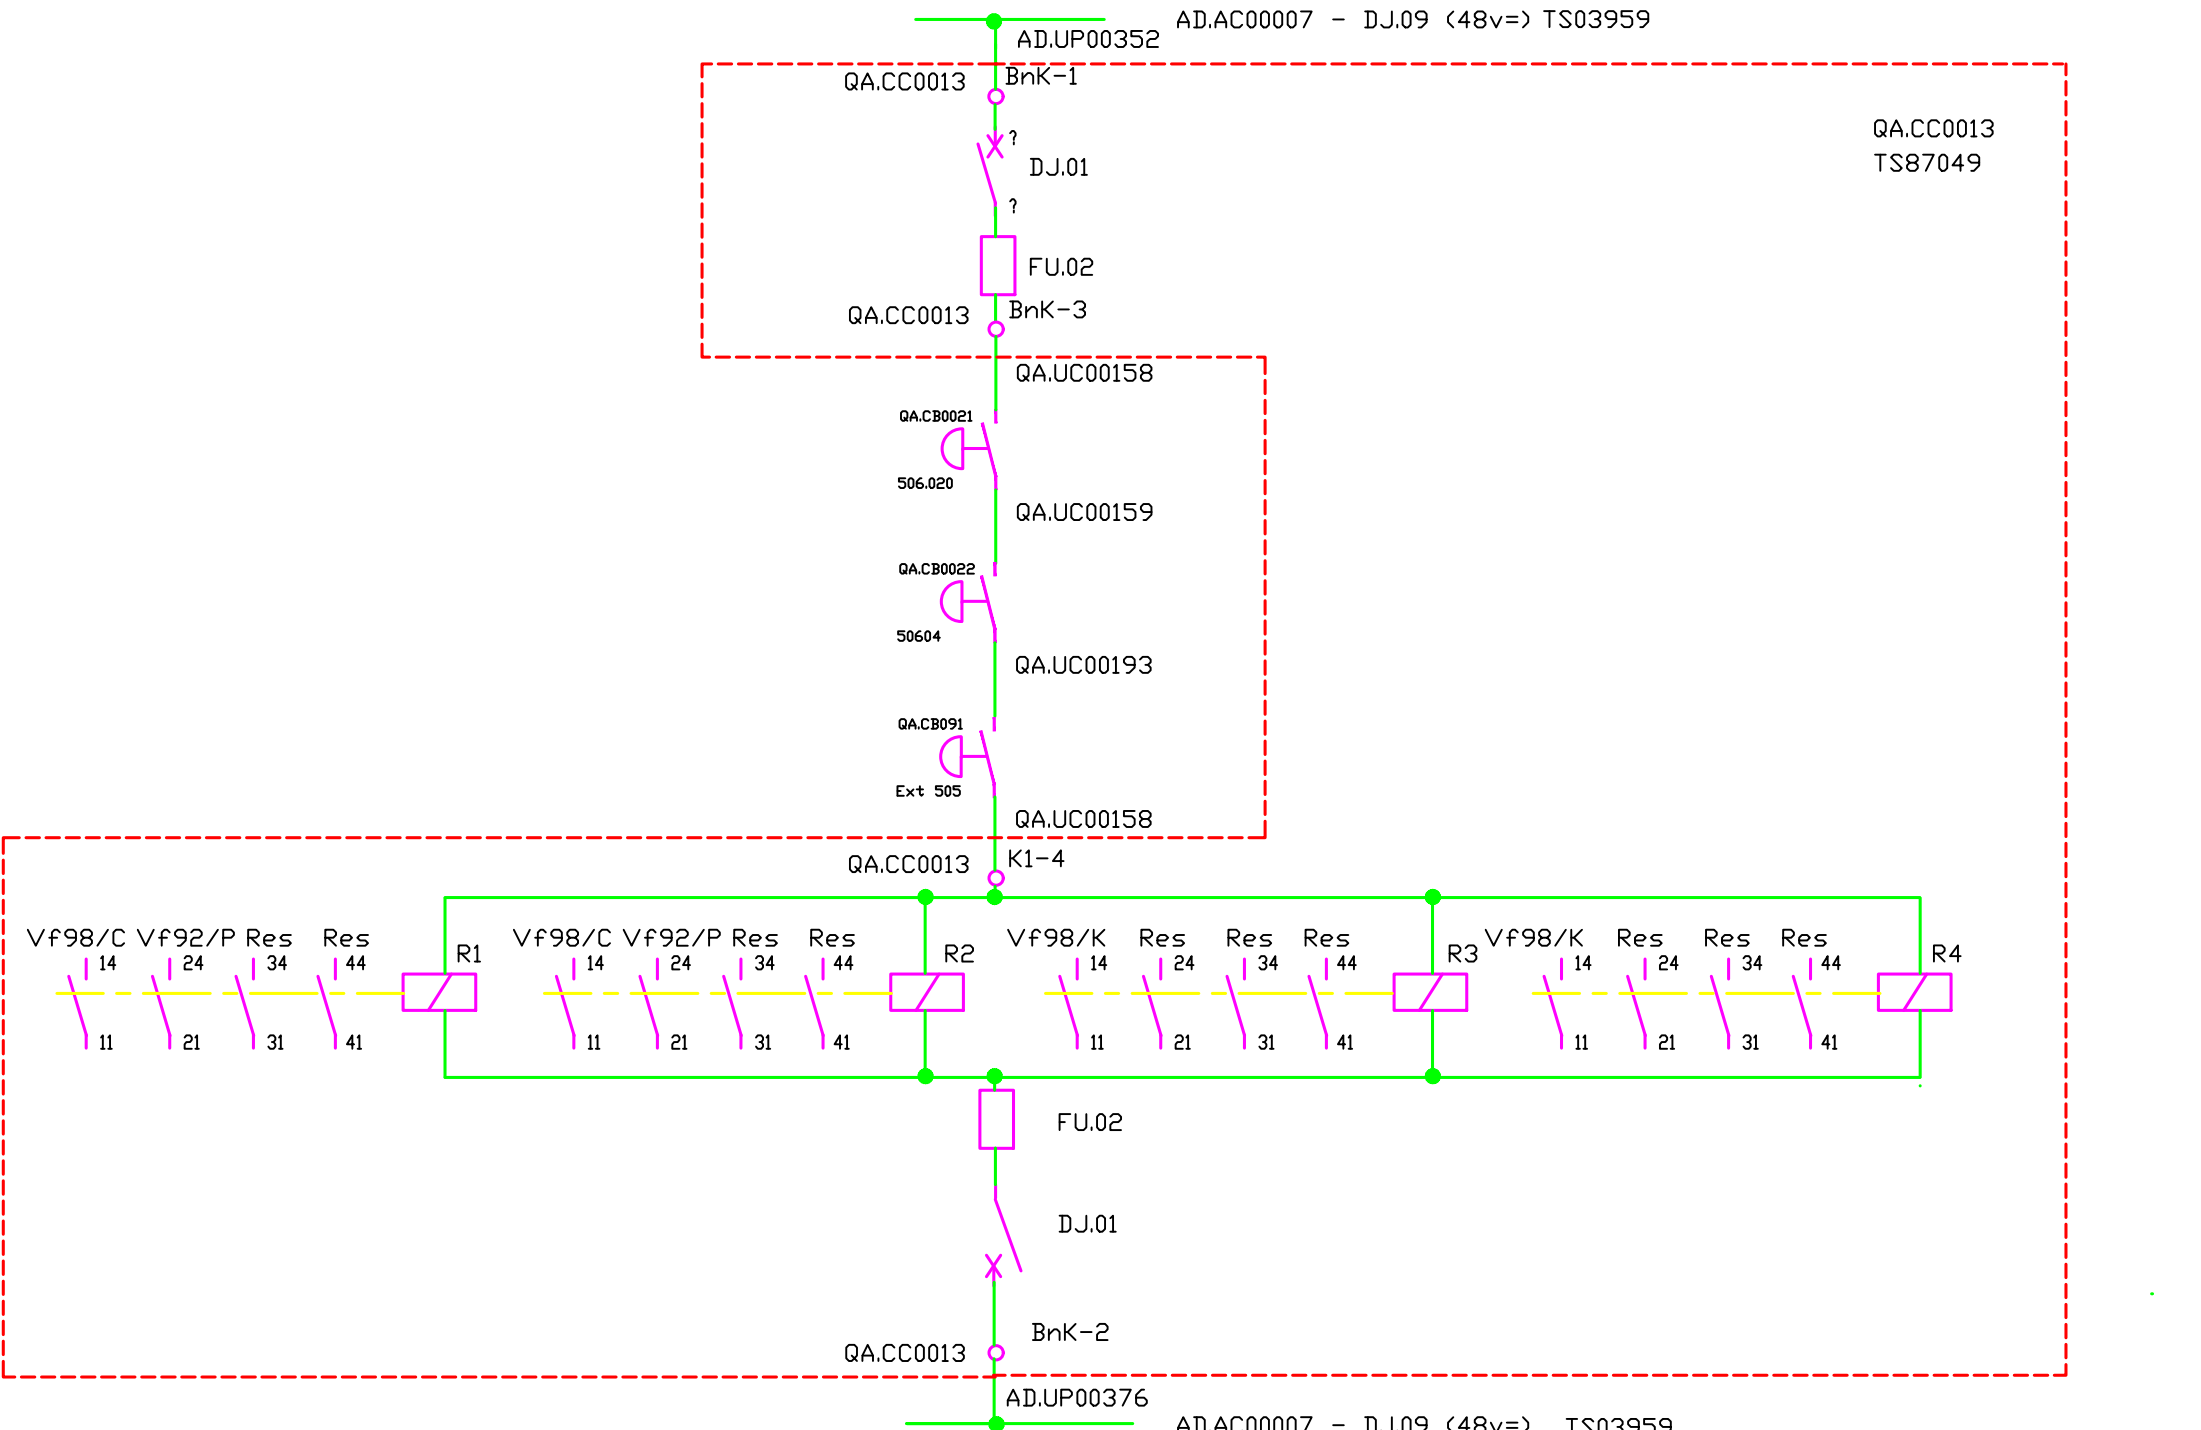 AD.AC00007 - DJ.09 (48v=) TS03959
AD.UP00352
QA.CC0013 BnK-1
?
DJ.01
?
QA.CC0013
TS87049
FU.02
QA.CC0013 BnK-3
QA.UC00158
QA.CB0021
506.020
QA.UC00159
QA.CB0022
50604
QA.UC00193
QA.CB091
Ext 505
QA.UC00158
QA.CC0013 K1-4
Vf98/C Vf92/P Res Res R1 Vf98/C Vf92/P Res Res R2 Vf98/K Res Res Res R3 Vf98/K Res Res Res R4
14 24 34 44 14 24 34 44 14 24 34 44 14 24 34 44
11 21 31 41 11 21 31 41 11 21 31 41 11 21 31 41
FU.02
DJ.01
BnK-2
QA.CC0013
AD.UP00376
AD.AC00007 - DJ.09 (48v=) TS03959